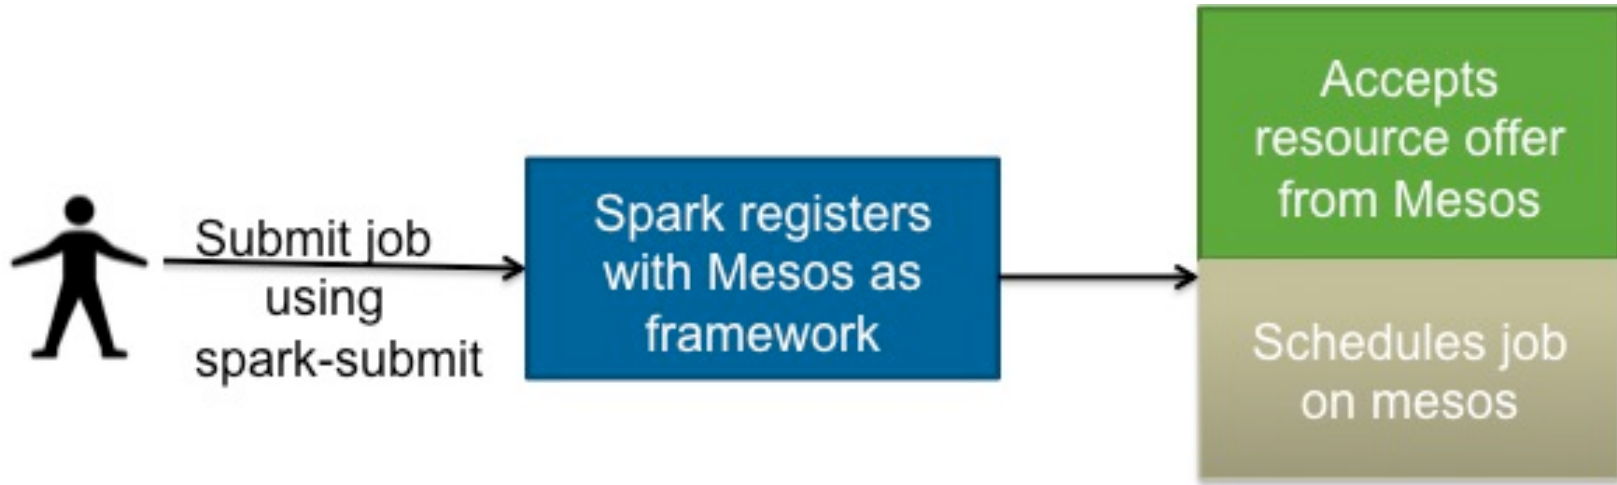 Submit job
using
spark-submit
Spark registers
with Mesos as
framework
Accepts
resource offer
from Mesos
Schedules job
on mesos